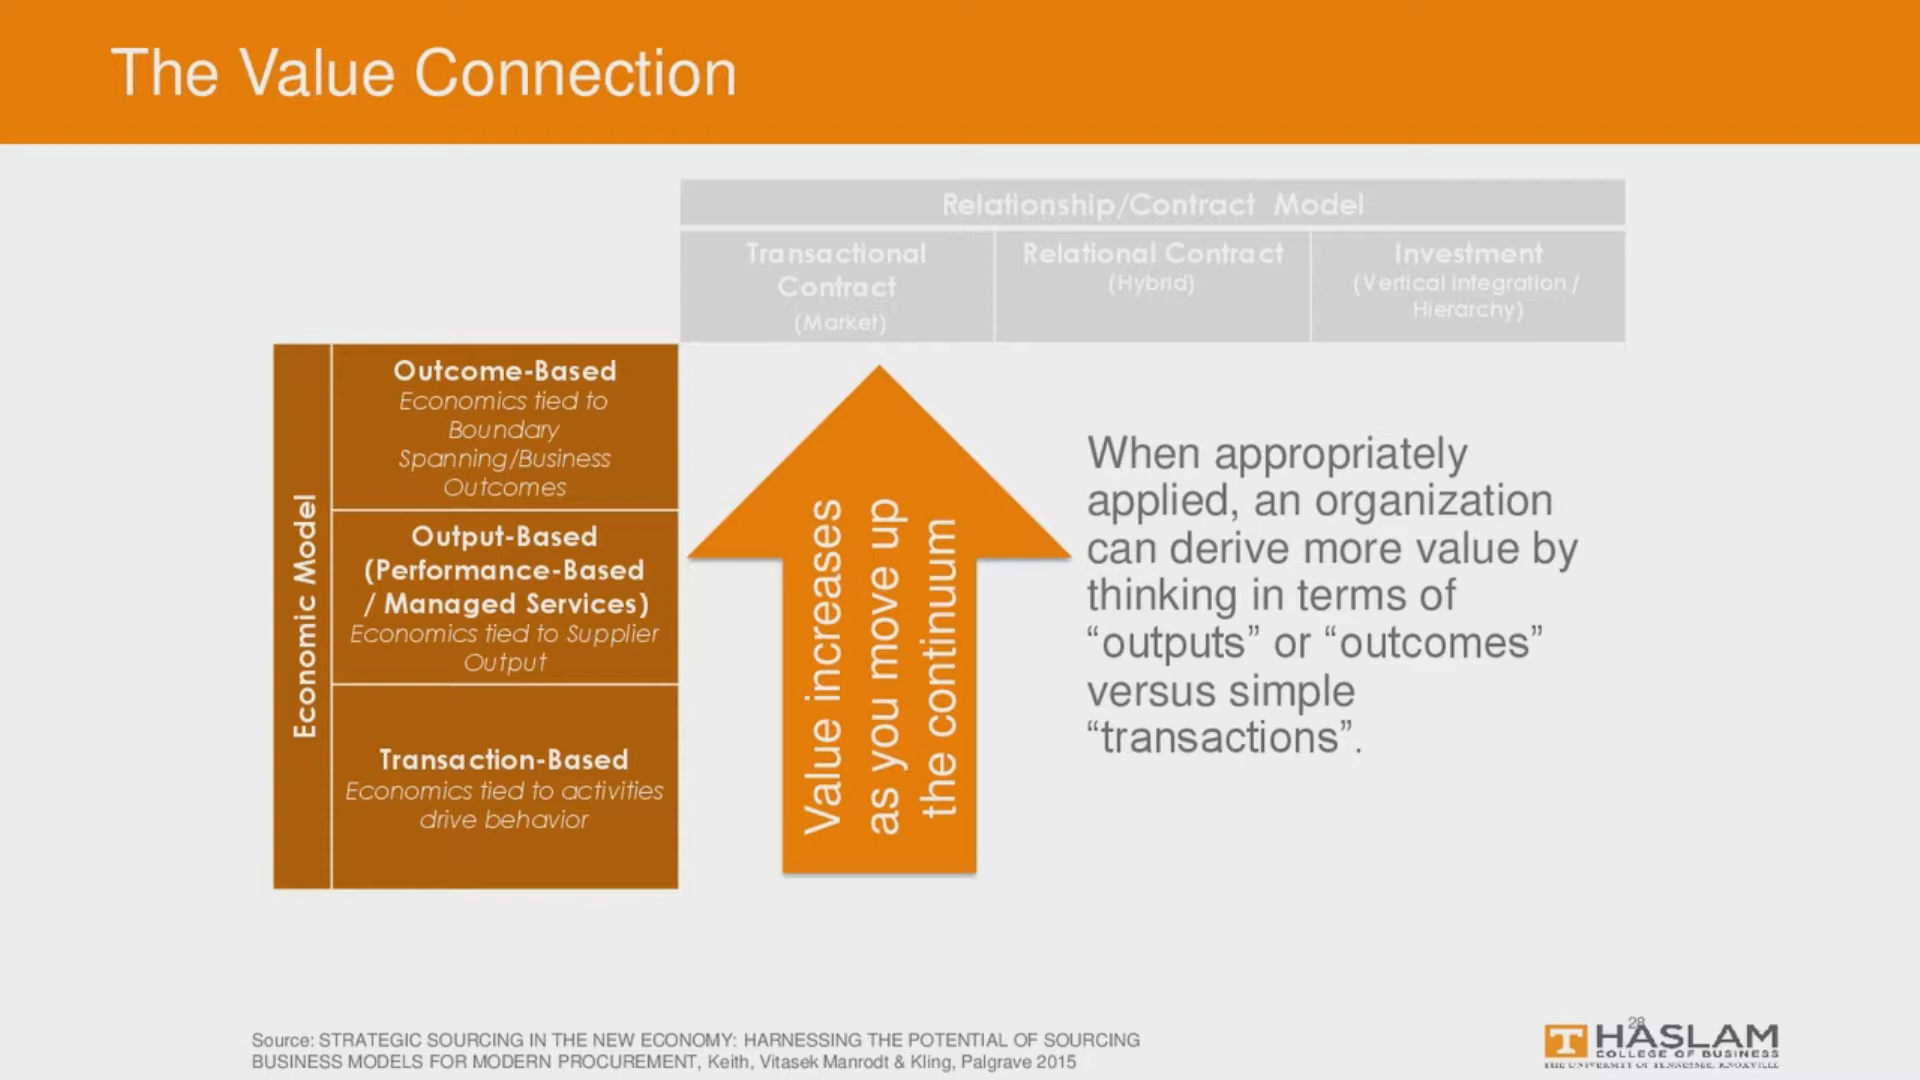 The Value Connection
Relationship/Contract Model
Transactional
Contract
(Market)
Relational Contract
(Hybrid)
Investment
(Vertical Integration /
Hierarchy)
Economic Model
Outcome-Based
Economics tied to
Boundary
Spanning/Business
Outcomes
Output-Based
(Performance-Based
/ Managed Services)
Economics tied to Supplier
Output
Transaction-Based
Economics tied to activities
drive behavior
Value increases
as you move up
the continuum
When appropriately
applied, an organization
can derive more value by
thinking in terms of
“outputs” or “outcomes”
versus simple
“transactions”.
Source: STRATEGIC SOURCING IN THE NEW ECONOMY: HARNESSING THE POTENTIAL OF SOURCING
BUSINESS MODELS FOR MODERN PROCUREMENT, Keith, Vitasek Manrodt & Kling, Palgrave 2015
28
T HASLAM
COLLEGE OF BUSINESS
THE UNIVERSITY OF TENNESSEE, KNOXVILLE